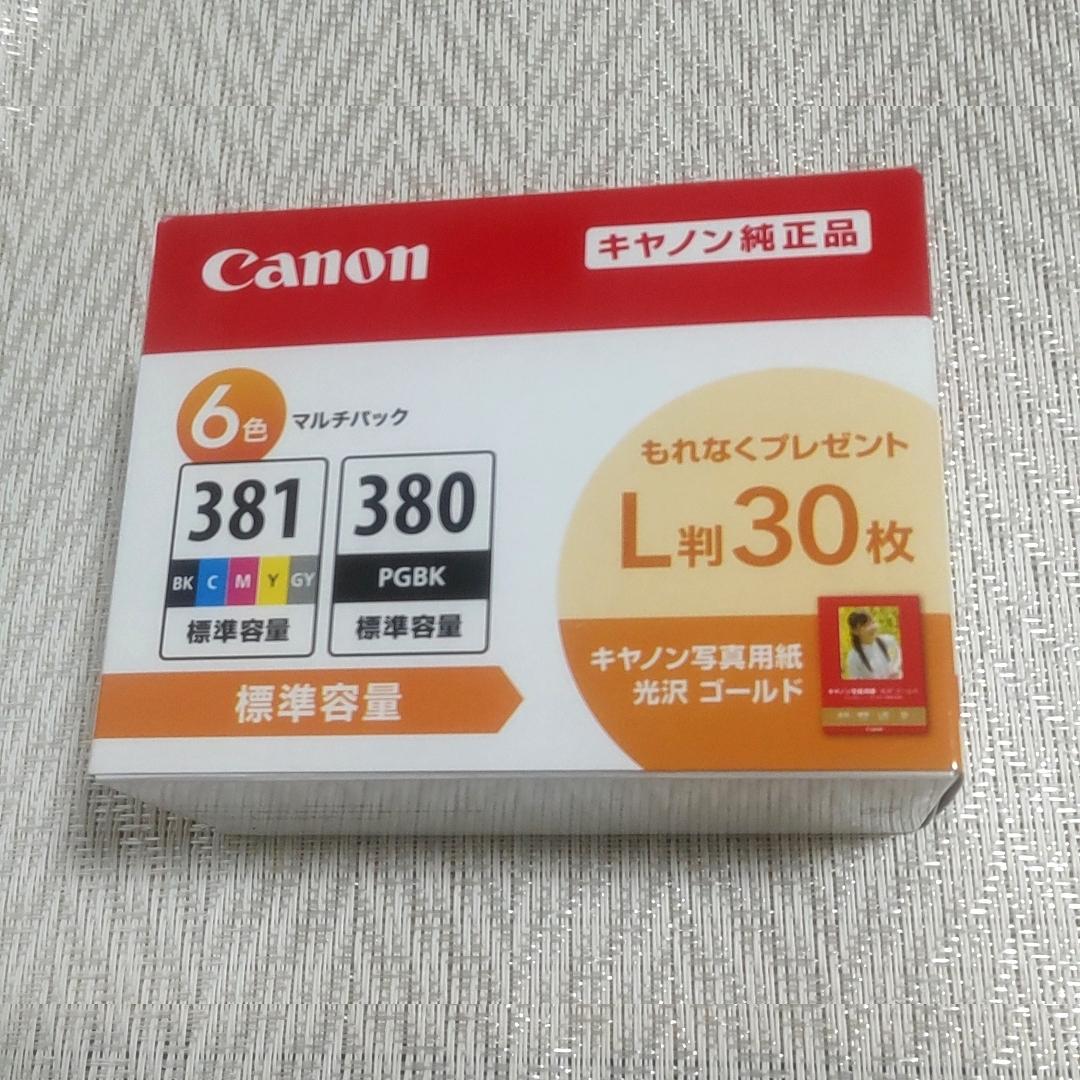 Canon
キヤノン純正品
6色 マルチパック
381
BK C M Y GY
標準容量
380
PGBK
標準容量
標準容量
もれなくプレゼント
L判30枚
キヤノン写真用紙
光沢 ゴールド